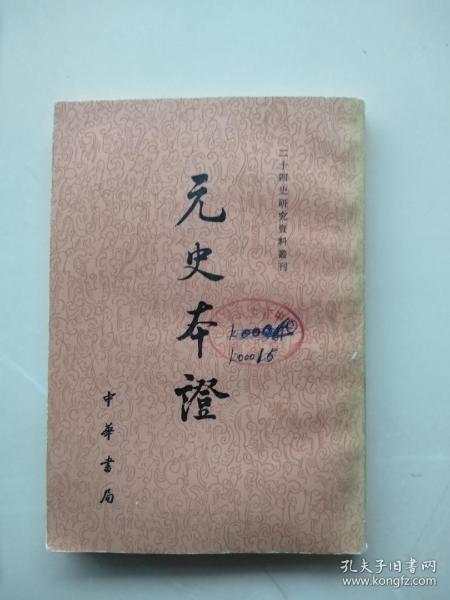 二十四史研究資料叢刊
元史本證
k00015
中華書局
孔夫子旧书网
www.kongfz.com